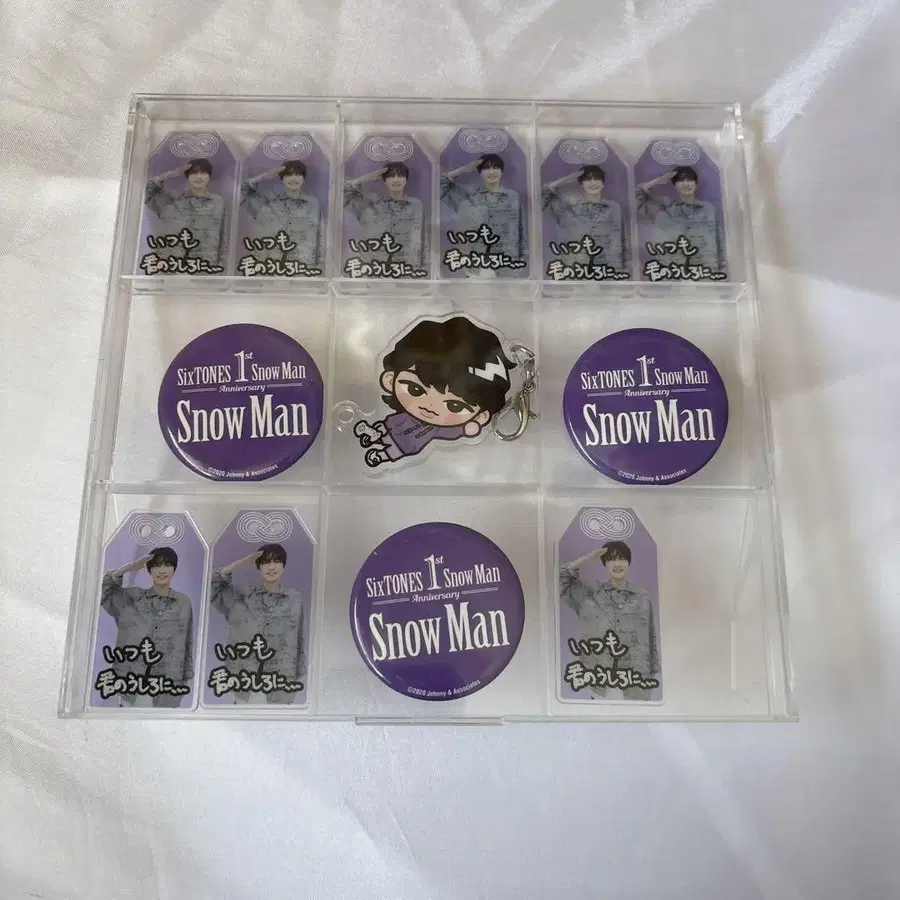 いつも
君のうしろに、、、
いつも
君のうしろに、、、
いつも
君のうしろに、、、
いつも
君のうしろに、、、
いつも
君のうしろに、、、
いつも
君のうしろに、、、
SixTONES 1st Snow Man
Anniversary
Snow Man
©2020 Johnny & Associates
SixTONES 1st Snow Man
Anniversary
Snow Man
©2020 Johnny & Associates
いつも
君のうしろに、、、
いつも
君のうしろに、、、
SixTONES 1st Snow Man
Anniversary
Snow Man
©2020 Johnny & Associates
いつも
君のうしろに、、、